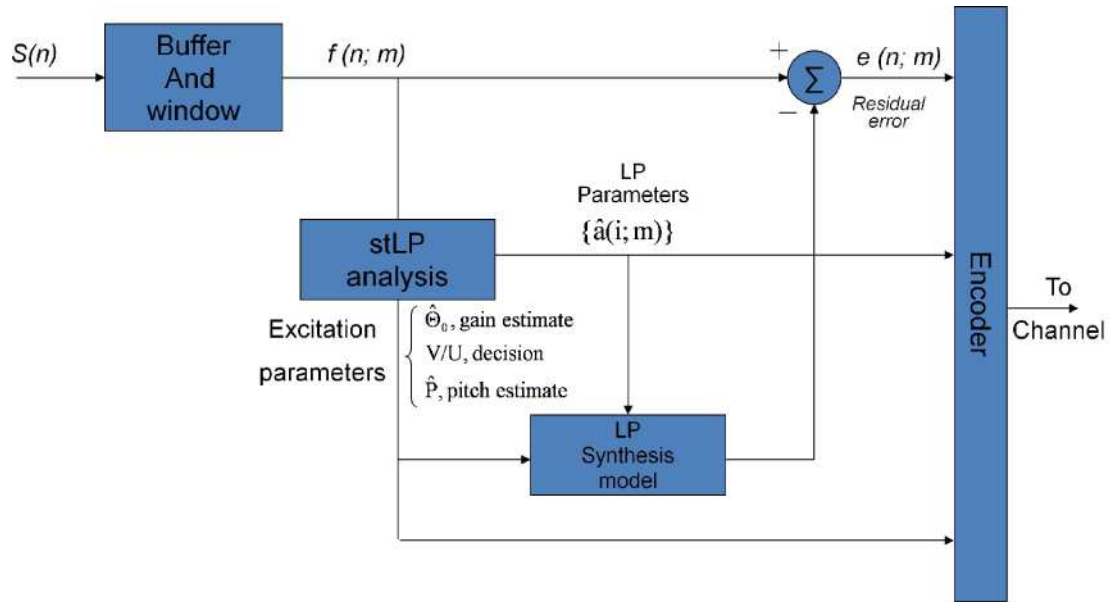 S(n)
Buffer
And
window
f (n; m)
+
Σ
−
e (n; m)
Residual
error
LP
Parameters
{â(i; m)}
stLP
analysis
Excitation
parameters
Θ̂₀, gain estimate
V/U, decision
P̂, pitch estimate
LP
Synthesis
model
Encoder
To
Channel